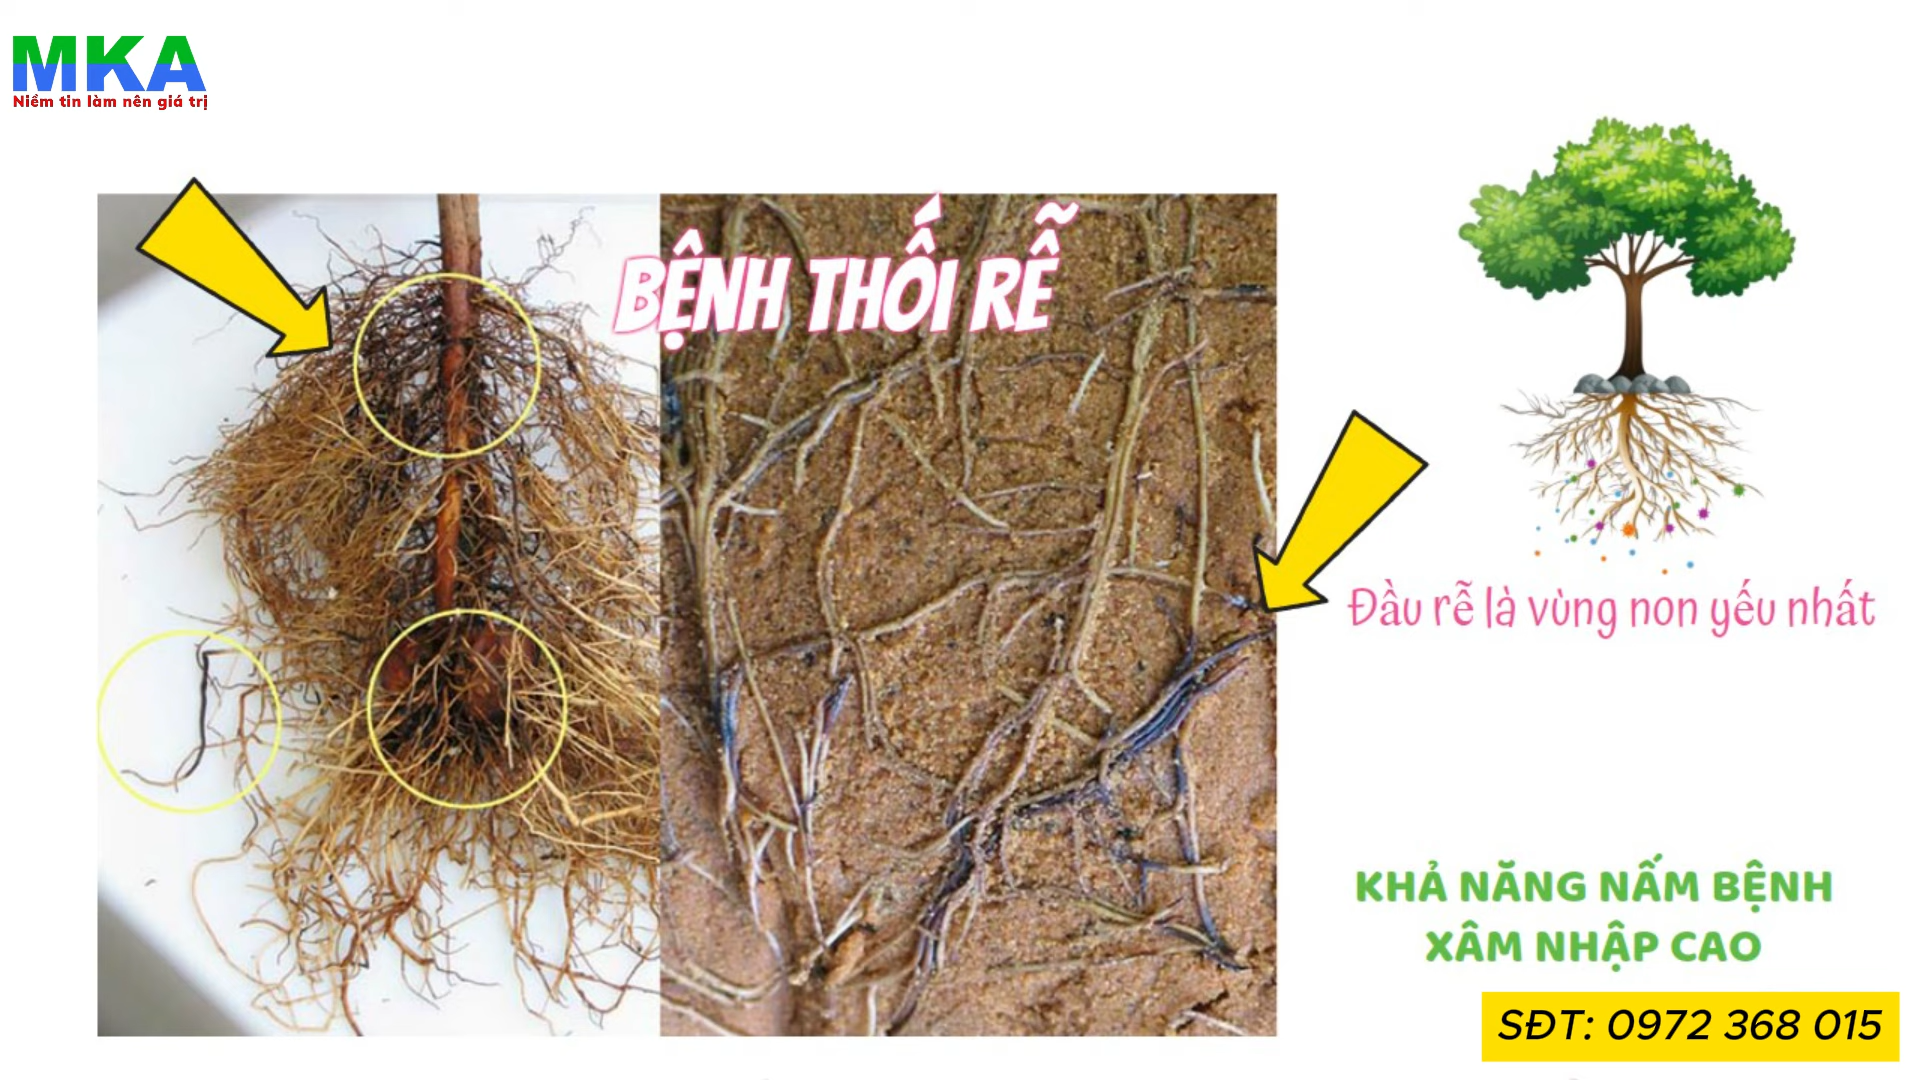 MKA
Niềm tin làm nên giá trị
BỆNH THỐI RỄ
Đầu rễ là vùng non yếu nhất
KHẢ NĂNG NẤM BỆNH
XÂM NHẬP CAO
SĐT: 0972 368 015